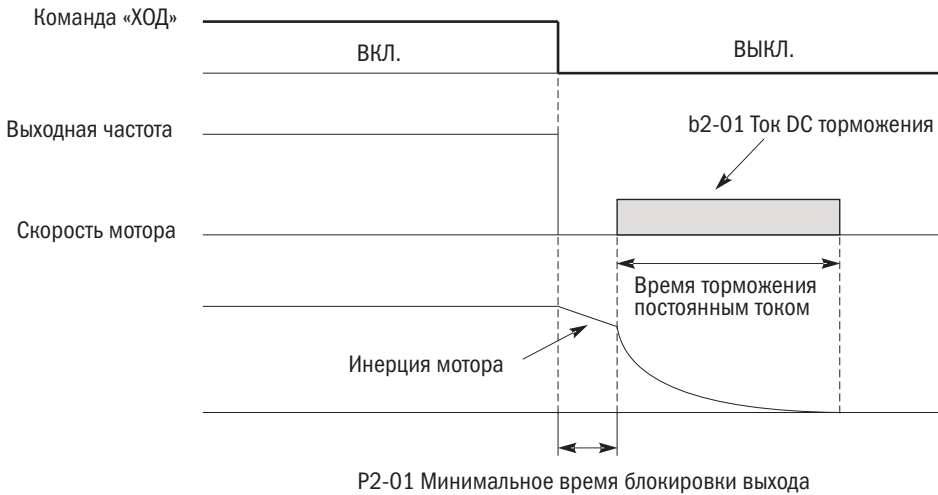 Команда «ХОД»
ВКЛ.
ВЫКЛ.
Выходная частота
b2-01 Ток DC торможения
Скорость мотора
Время торможения
постоянным током
Инерция мотора
P2-01 Минимальное время блокировки выхода